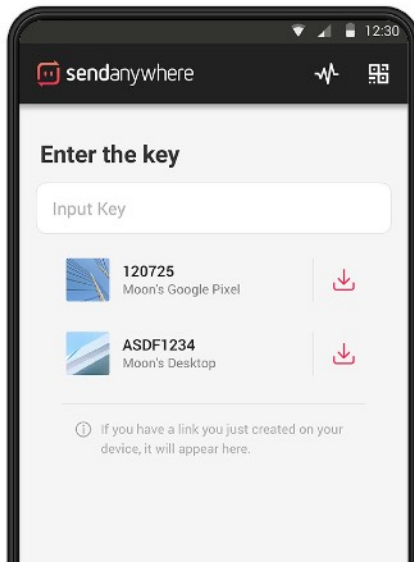 12:30
sendanywhere
Enter the key
Input Key
120725
Moon's Google Pixel
ASDF1234
Moon's Desktop
If you have a link you just created on your
device, it will appear here.